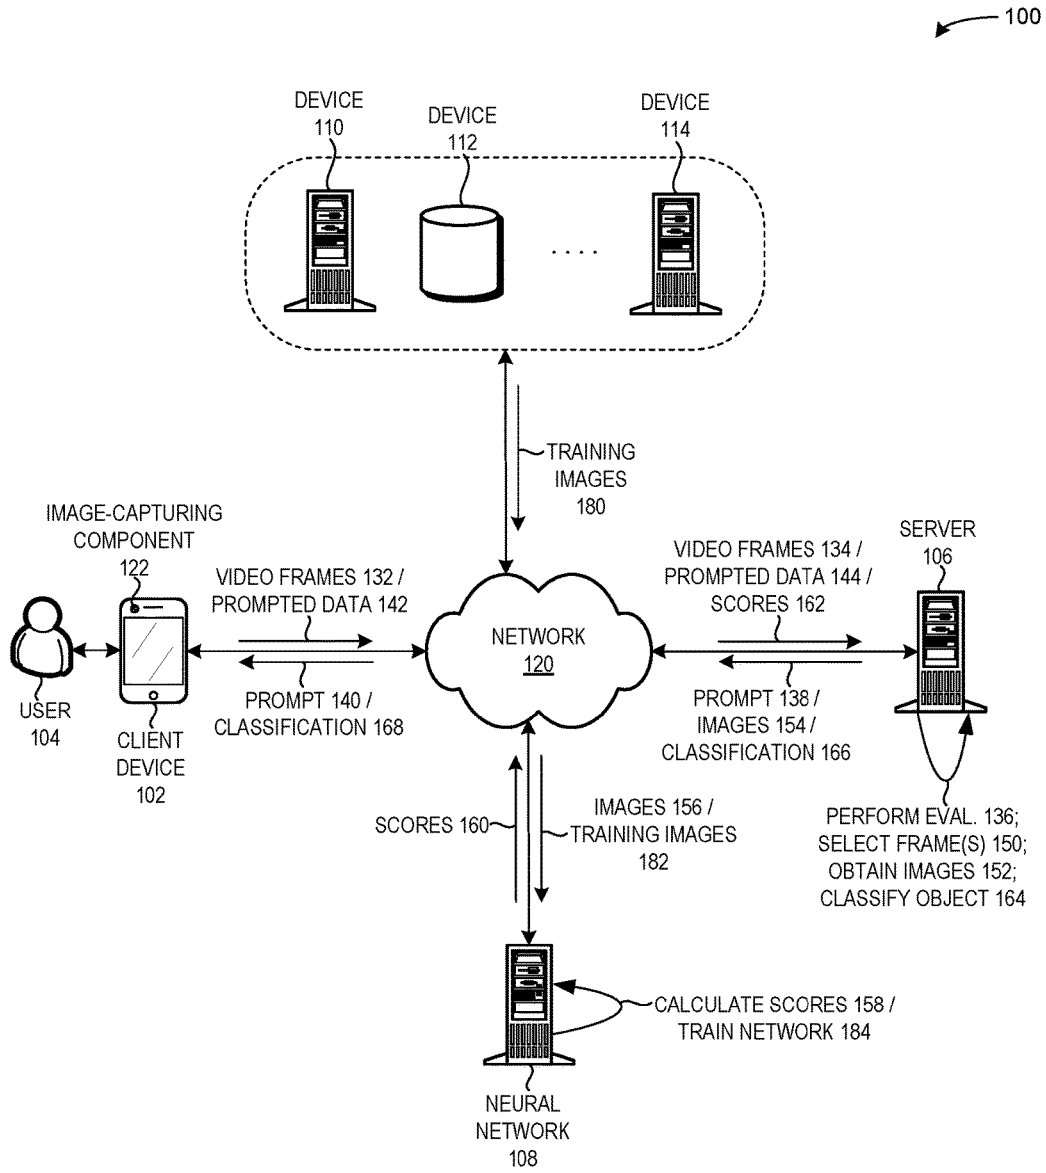 100
DEVICE
110
DEVICE
112
DEVICE
114
TRAINING
IMAGES
180
IMAGE-CAPTURING
COMPONENT
122
VIDEO FRAMES 132 /
PROMPTED DATA 142
PROMPT 140 /
CLASSIFICATION 168
USER
104
CLIENT
DEVICE
102
NETWORK
120
VIDEO FRAMES 134 /
PROMPTED DATA 144 /
SCORES 162
PROMPT 138 /
IMAGES 154 /
CLASSIFICATION 166
SERVER
106
PERFORM EVAL. 136;
SELECT FRAME(S) 150;
OBTAIN IMAGES 152;
CLASSIFY OBJECT 164
SCORES 160
IMAGES 156 /
TRAINING IMAGES
182
CALCULATE SCORES 158 /
TRAIN NETWORK 184
NEURAL
NETWORK
108